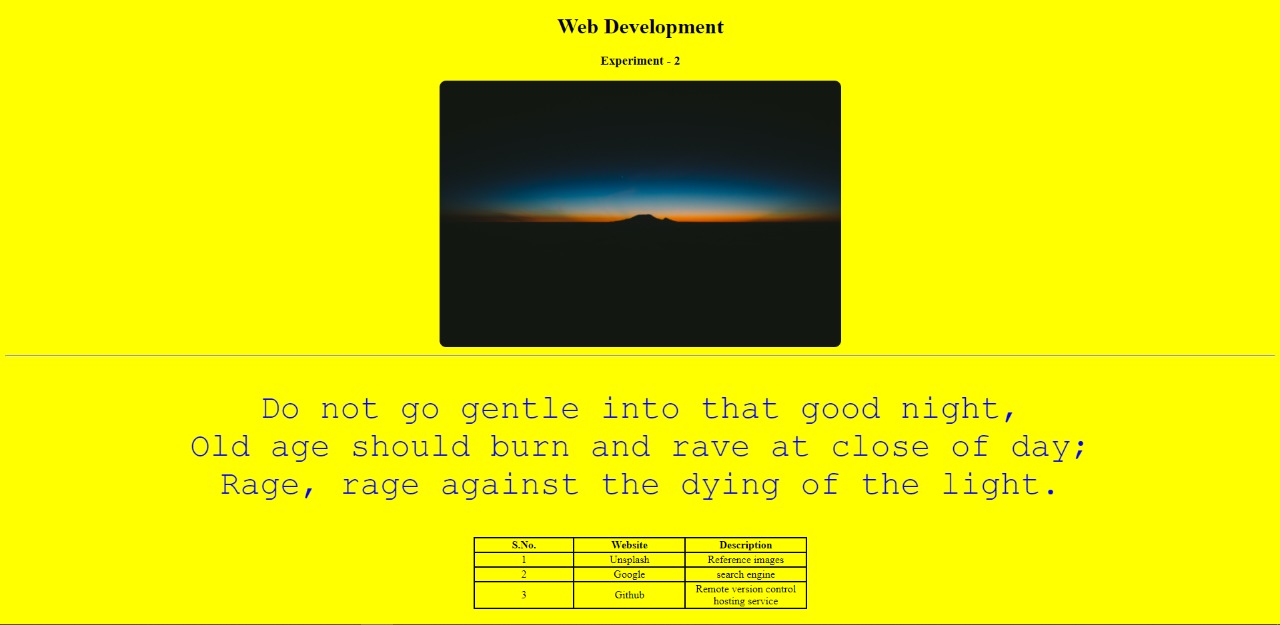 Web Development
Experiment - 2
Do not go gentle into that good night,
Old age should burn and rave at close of day;
Rage, rage against the dying of the light.
S.No. Website Description
1 Unsplash Reference images
2 Google search engine
3 Github Remote version control
hosting service